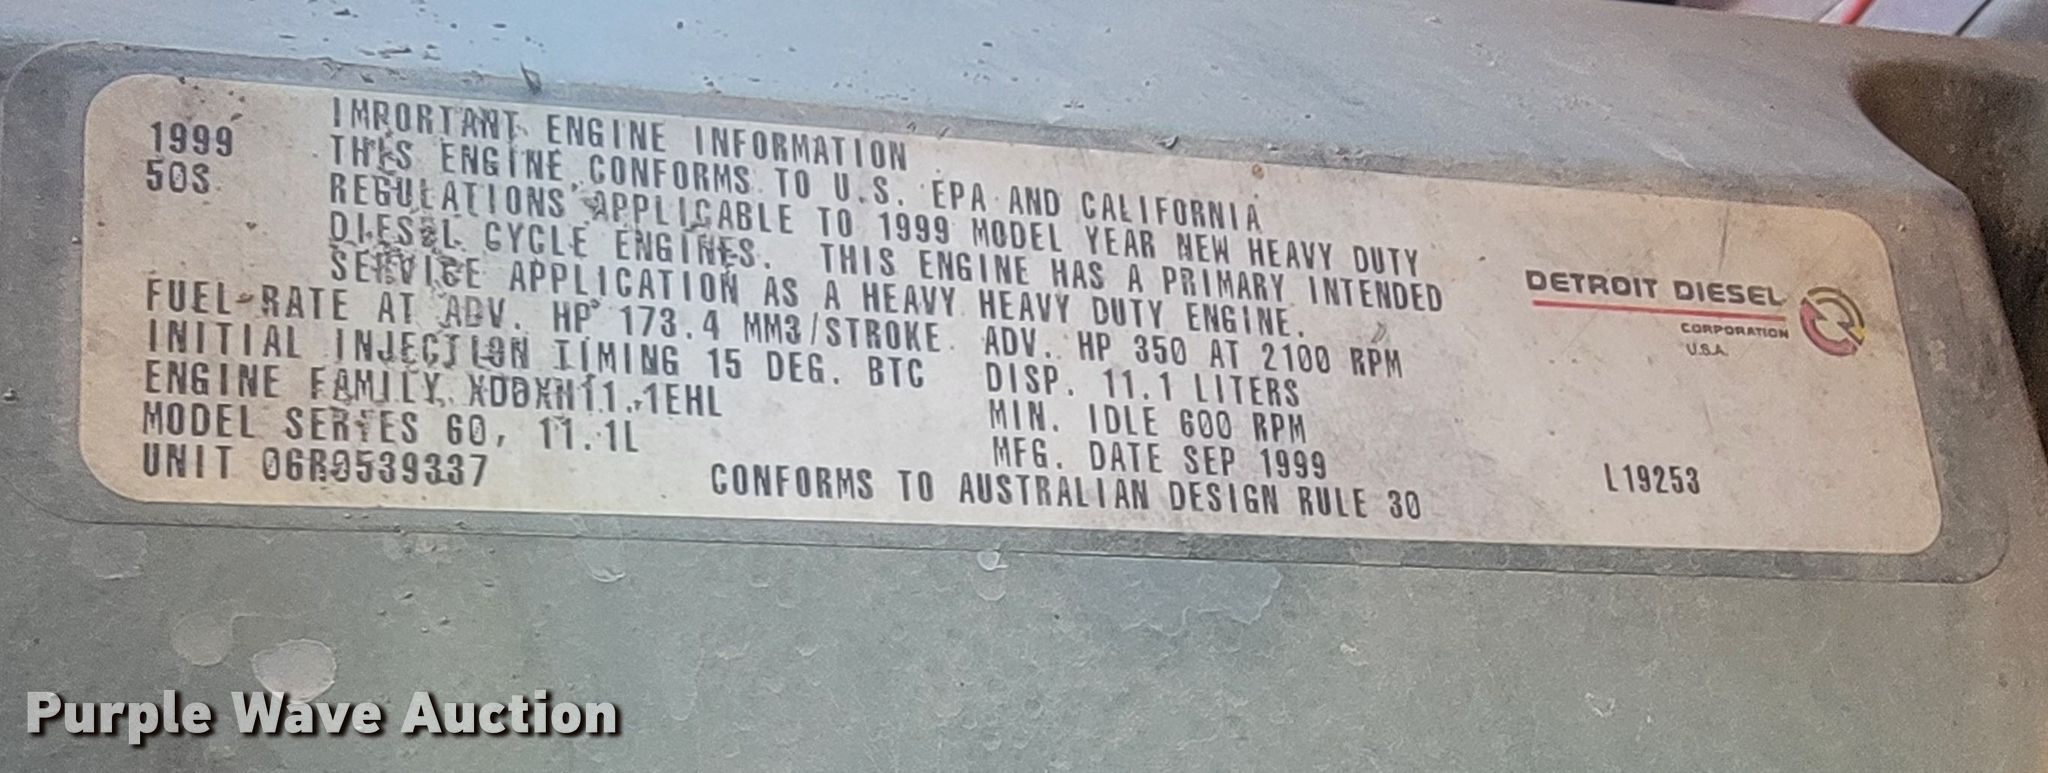 1999
50S
IMPORTANT ENGINE INFORMATION
THIS ENGINE CONFORMS TO U.S. EPA AND CALIFORNIA
REGULATIONS APPLICABLE TO 1999 MODEL YEAR NEW HEAVY DUTY
DIESEL CYCLE ENGINES. THIS ENGINE HAS A PRIMARY INTENDED
SERVICE APPLICATION AS A HEAVY HEAVY DUTY ENGINE.
FUEL RATE AT ADV. HP 173.4 MM3/STROKE ADV. HP 350 AT 2100 RPM
INITIAL INJECTION TIMING 15 DEG. BTC DISP. 11.1 LITERS
ENGINE FAMILY XDDXH11.1EHL MIN. IDLE 600 RPM
MODEL SERIES 60, 11.1L MFG. DATE SEP 1999
UNIT 06R0539337 CONFORMS TO AUSTRALIAN DESIGN RULE 30
DETROIT DIESEL
CORPORATION
U.S.A.
L19253
Purple Wave Auction